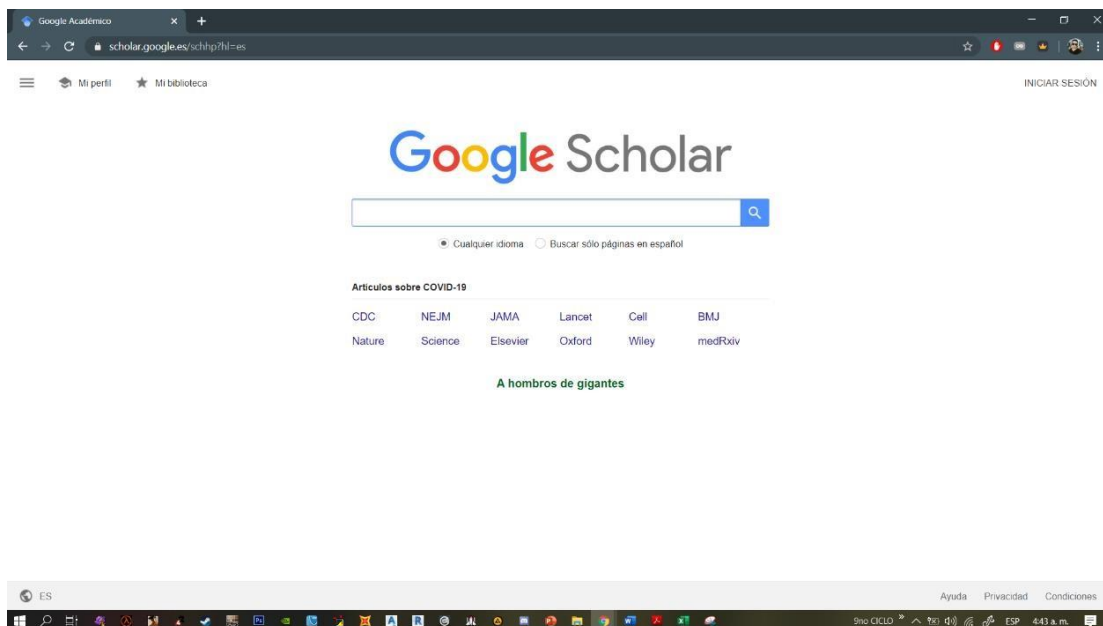 Google Académico
scholar.google.es/schhp?hl=es
Mi perfil Mi biblioteca INICIAR SESIÓN
Google Scholar
Cualquier idioma Buscar sólo páginas en español
Artículos sobre COVID-19
CDC NEJM JAMA Lancet Cell BMJ
Nature Science Elsevier Oxford Wiley medRxiv
A hombros de gigantes
ES Ayuda Privacidad Condiciones
9no CICLO ESP 4:43 a. m.